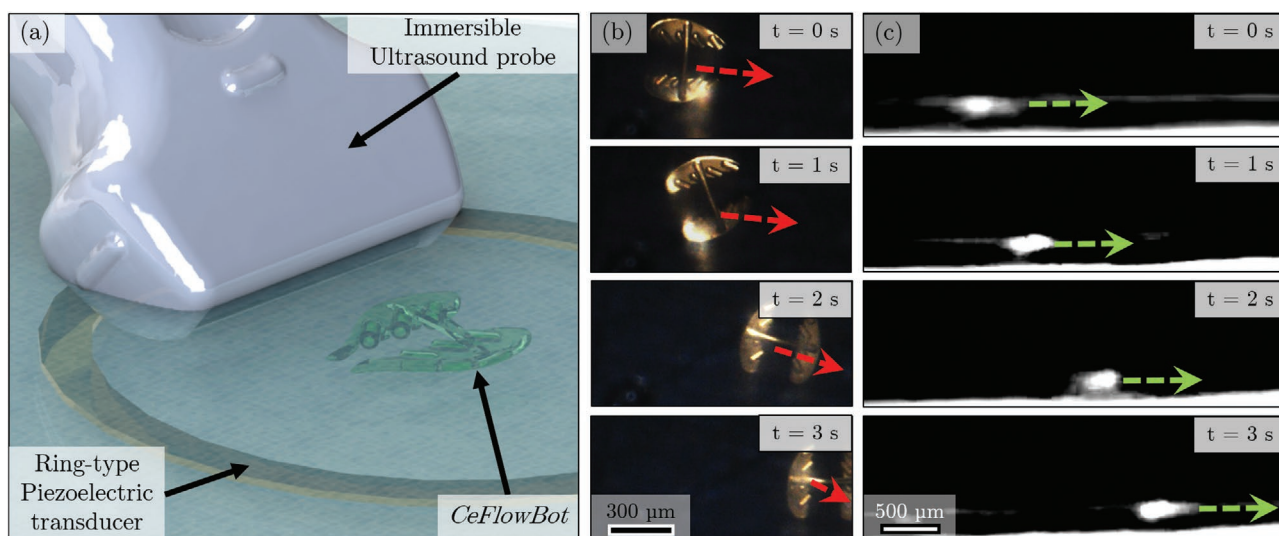 (a)
Immersible
Ultrasound probe
Ring-type
Piezoelectric
transducer
CeFlowBot
(b)
t = 0 s
t = 1 s
t = 2 s
t = 3 s
300 µm
(c)
t = 0 s
t = 1 s
t = 2 s
t = 3 s
500 µm